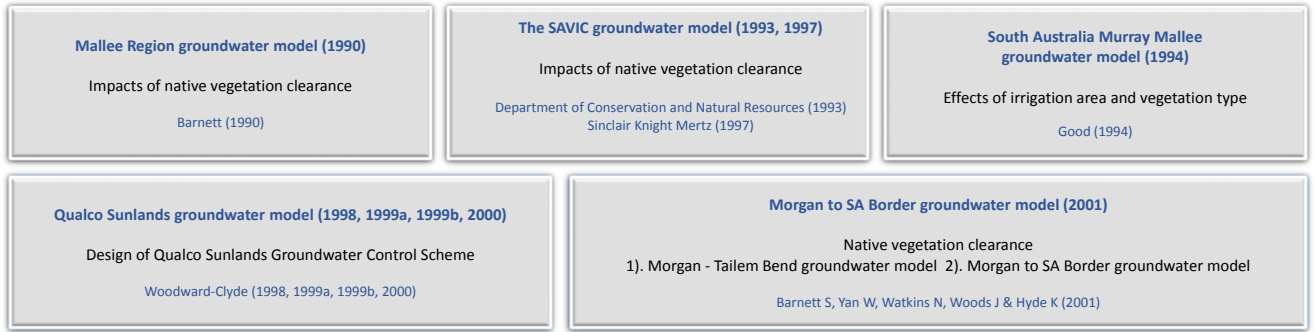 Mallee Region groundwater model (1990)
Impacts of native vegetation clearance
Barnett (1990)
The SAVIC groundwater model (1993, 1997)
Impacts of native vegetation clearance
Department of Conservation and Natural Resources (1993)
Sinclair Knight Mertz (1997)
South Australia Murray Mallee
groundwater model (1994)
Effects of irrigation area and vegetation type
Good (1994)
Qualco Sunlands groundwater model (1998, 1999a, 1999b, 2000)
Design of Qualco Sunlands Groundwater Control Scheme
Woodward-Clyde (1998, 1999a, 1999b, 2000)
Morgan to SA Border groundwater model (2001)
Native vegetation clearance
1). Morgan - Tailem Bend groundwater model 2). Morgan to SA Border groundwater model
Barnett S, Yan W, Watkins N, Woods J & Hyde K (2001)